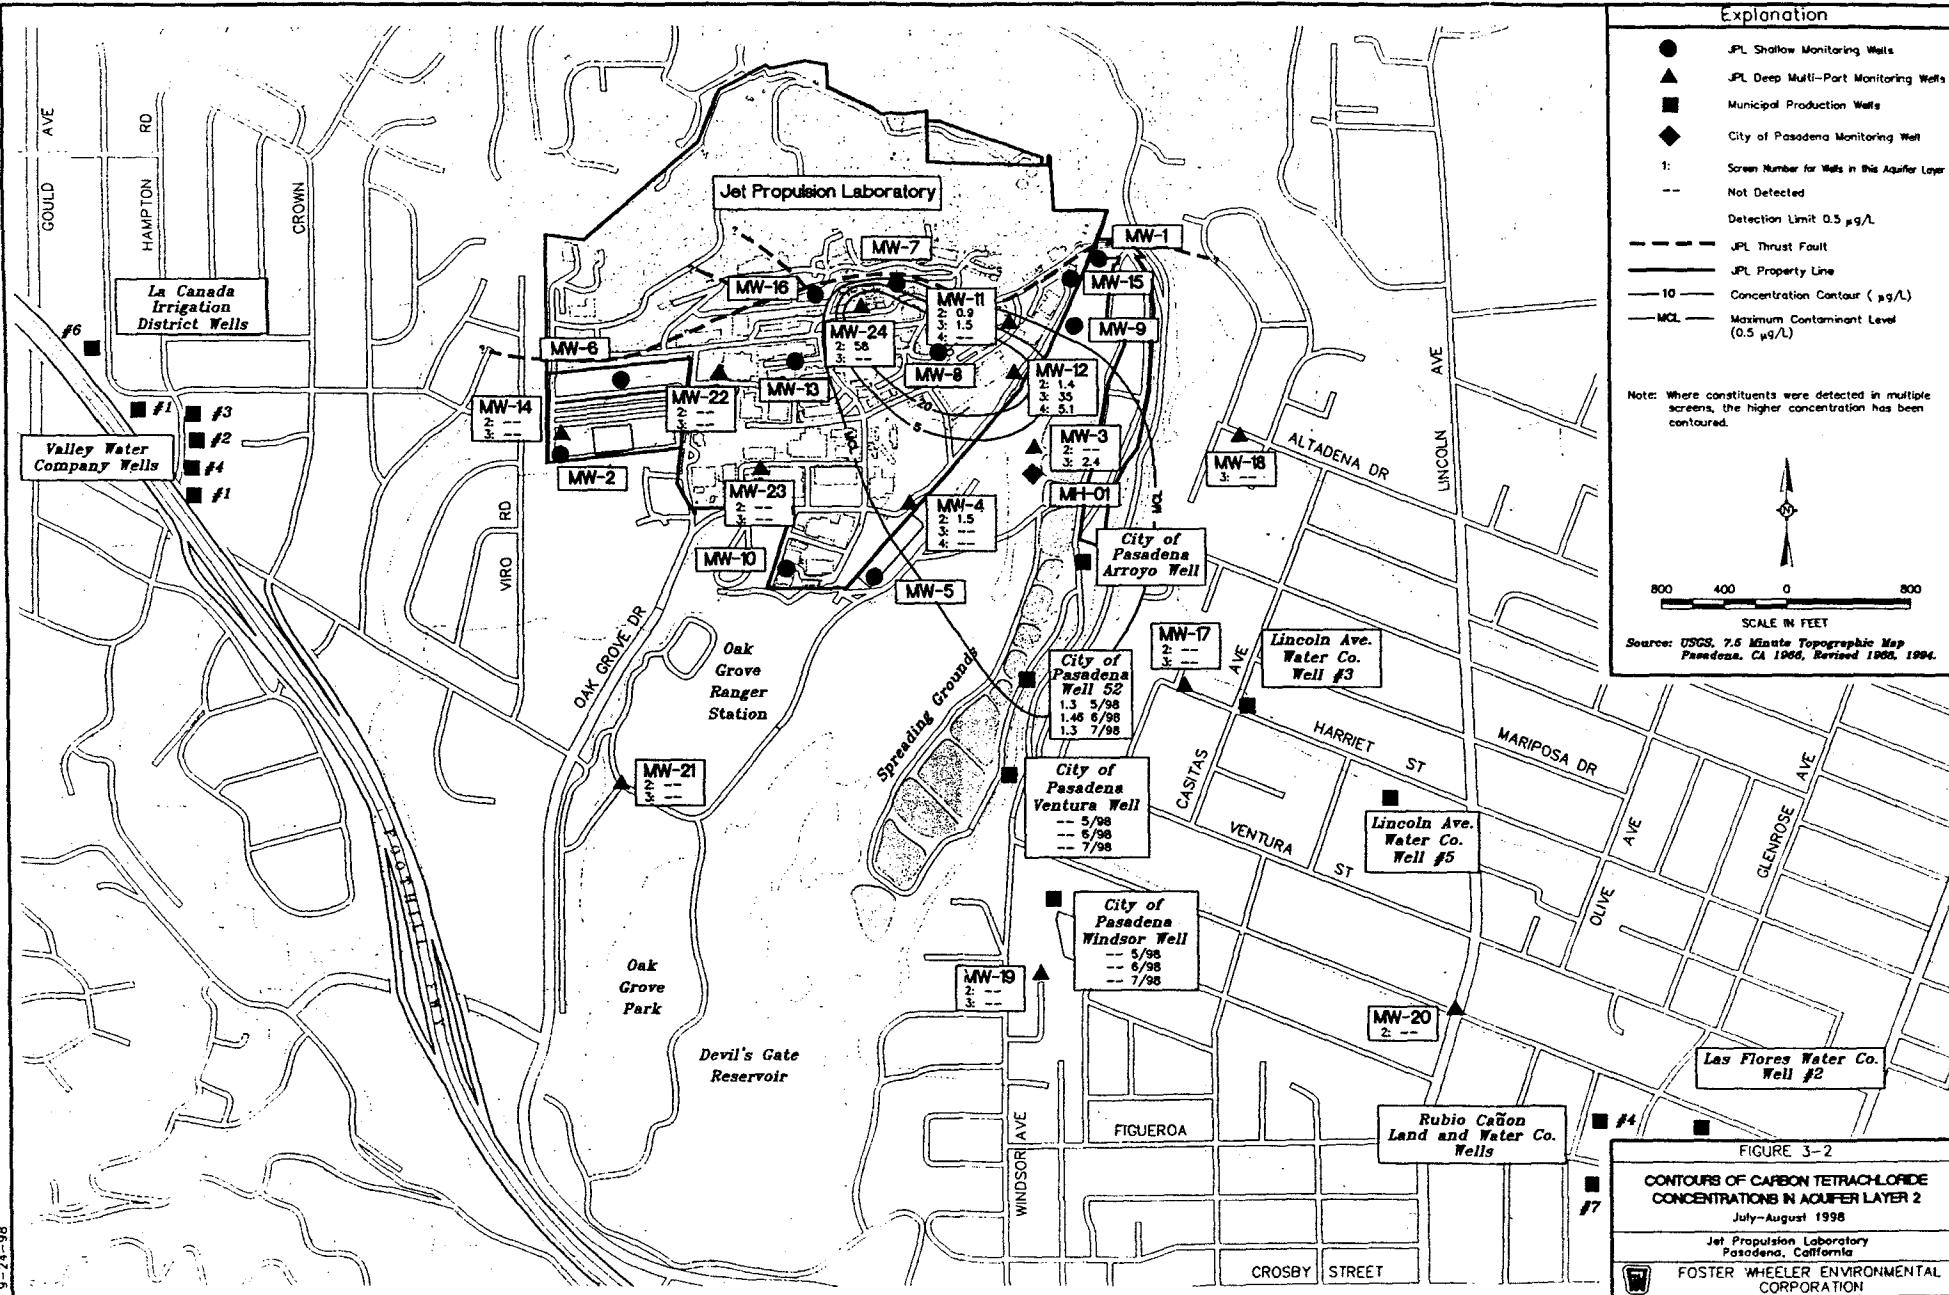 Explanation
JPL Shallow Monitoring Wells
JPL Deep Multi-Port Monitoring Wells
Municipal Production Wells
City of Pasadena Monitoring Well
1: Screen Number for Wells in this Aquifer Layer
-- Not Detected
Detection Limit 0.5 µg/L
JPL Thrust Fault
JPL Property Line
10 Concentration Contour ( µg/L)
MCL Maximum Contaminant Level
(0.5 µg/L)
Note: Where constituents were detected in multiple
screens, the higher concentration has been
contoured.
N
800 400 0 800
SCALE IN FEET
Source: USGS, 7.5 Minute Topographic Map
Pasadena, CA 1966, Revised 1988, 1994.
GOULD AVE
HAMPTON RD
CROWN
Jet Propulsion Laboratory
MW-7
MW-1
MW-16
MW-15
MW-11
2: 0.9
3: 1.5
4: --
MW-9
MW-24
2: 58
3: --
MW-6
MW-13
MW-8
MW-12
2: 1.4
3: 35
4: 5.1
20
5
MCL
MCL
La Canada
Irrigation
District Wells
#6
#1
#3
#2
#4
#1
Valley Water
Company Wells
MW-14
2: --
3: --
MW-22
2: --
3: --
MW-2
MW-3
2: --
3: 2.4
MW-18
3: --
ALTADENA DR
LINCOLN AVE
MH-01
MW-23
2: --
MW-4
2: 1.5
3: --
4: --
MW-10
MW-5
City of
Pasadena
Arroyo Well
VIRO RD
OAK GROVE DR
Oak
Grove
Ranger
Station
Spreading Grounds
MW-17
2: --
3: --
City of
Pasadena
Well 52
1.3 5/98
1.46 6/98
1.3 7/98
Lincoln Ave.
Water Co.
Well #3
CASITAS AVE
HARRIET ST
MARIPOSA DR
MW-21
City of
Pasadena
Ventura Well
-- 5/98
-- 6/98
-- 7/98
Lincoln Ave.
Water Co.
Well #5
VENTURA ST
OLIVE AVE
GLENROSE AVE
FOOTHILL FWY
City of
Pasadena
Windsor Well
-- 5/98
-- 6/98
-- 7/98
MW-19
2: --
3: --
Oak
Grove
Park
MW-20
2: --
Devil's Gate
Reservoir
Las Flores Water Co.
Well #2
WINDSOR AVE
FIGUEROA
Rubio Cañon
Land and Water Co.
Wells
#4
#7
CROSBY STREET
FIGURE 3-2
CONTOURS OF CARBON TETRACHLORIDE
CONCENTRATIONS IN AQUIFER LAYER 2
July-August 1998
Jet Propulsion Laboratory
Pasadena, California
FOSTER WHEELER ENVIRONMENTAL
CORPORATION
9-24-98